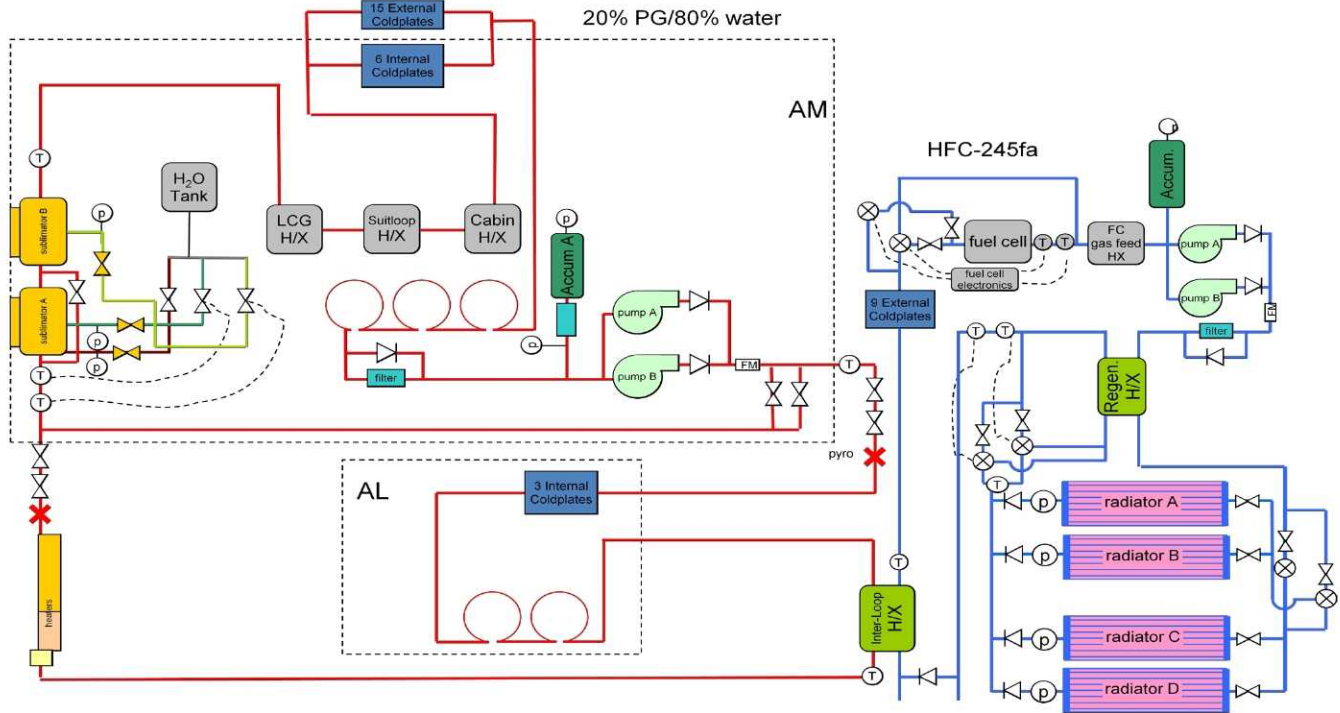 15 External
Coldplates
20% PG/80% water
6 Internal
Coldplates
AM
HFC-245fa
p
Accum.
T
H₂O
Tank
p
sublimator B
LCG
H/X
Suitloop
H/X
Cabin
H/X
p
Accum A
p
fuel cell
T
T
FC
gas feed
HX
pump A
fuel cell
electronics
pump B
FM
filter
9 External
Coldplates
sublimator A
p
p
T
T
pump A
pump B
filter
FM
T
T
T
Regen.
H/X
pyro
AL
3 Internal
Coldplates
T
p
radiator A
p
radiator B
T
heaters
Inter-Loop
H/X
p
radiator C
T
p
radiator D